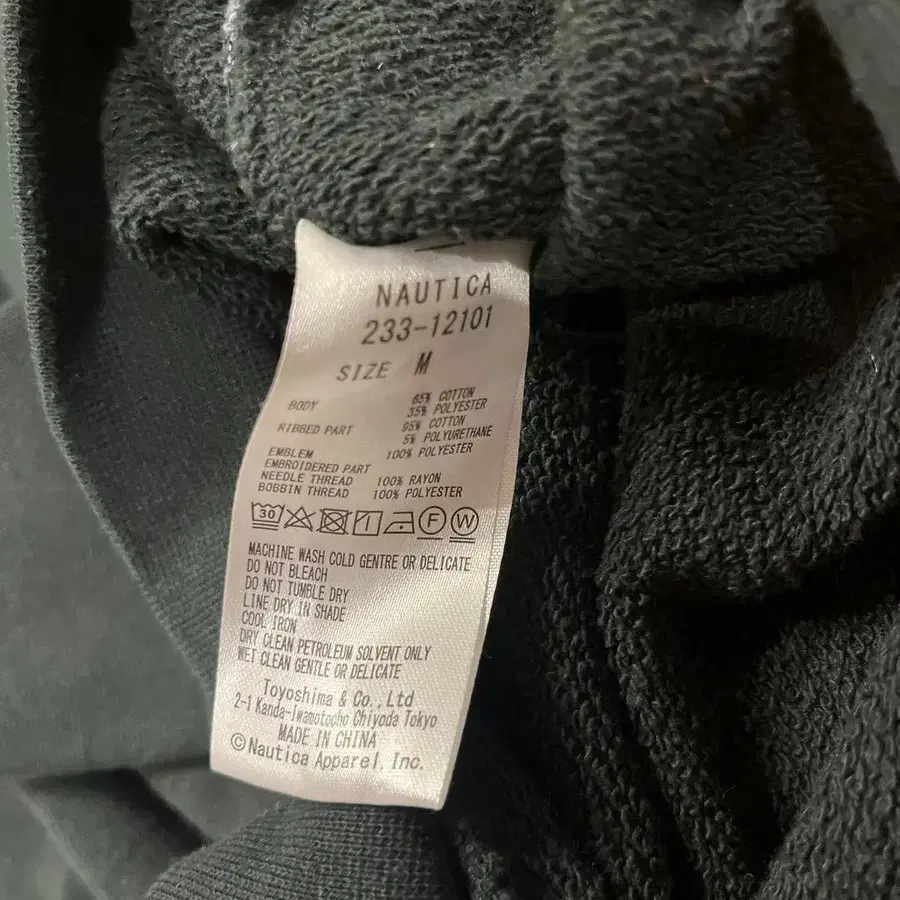 NAUTICA
233-12101
SIZE M
BODY 65% COTTON
35% POLYESTER
RIBBED PART 95% COTTON
5% POLYURETHANE
EMBLEM 100% POLYESTER
EMBROIDERED PART
NEEDLE THREAD 100% RAYON
BOBBIN THREAD 100% POLYESTER
30 F W
MACHINE WASH COLD GENTRE OR DELICATE
DO NOT BLEACH
DO NOT TUMBLE DRY
LINE DRY IN SHADE
COOL IRON
DRY CLEAN PETROLEUM SOLVENT ONLY
WET CLEAN GENTLE OR DELICATE
Toyoshima & Co.,Ltd
2-1 Kanda-Iwamotocho Chiyoda Tokyo
MADE IN CHINA
©Nautica Apparel, Inc.